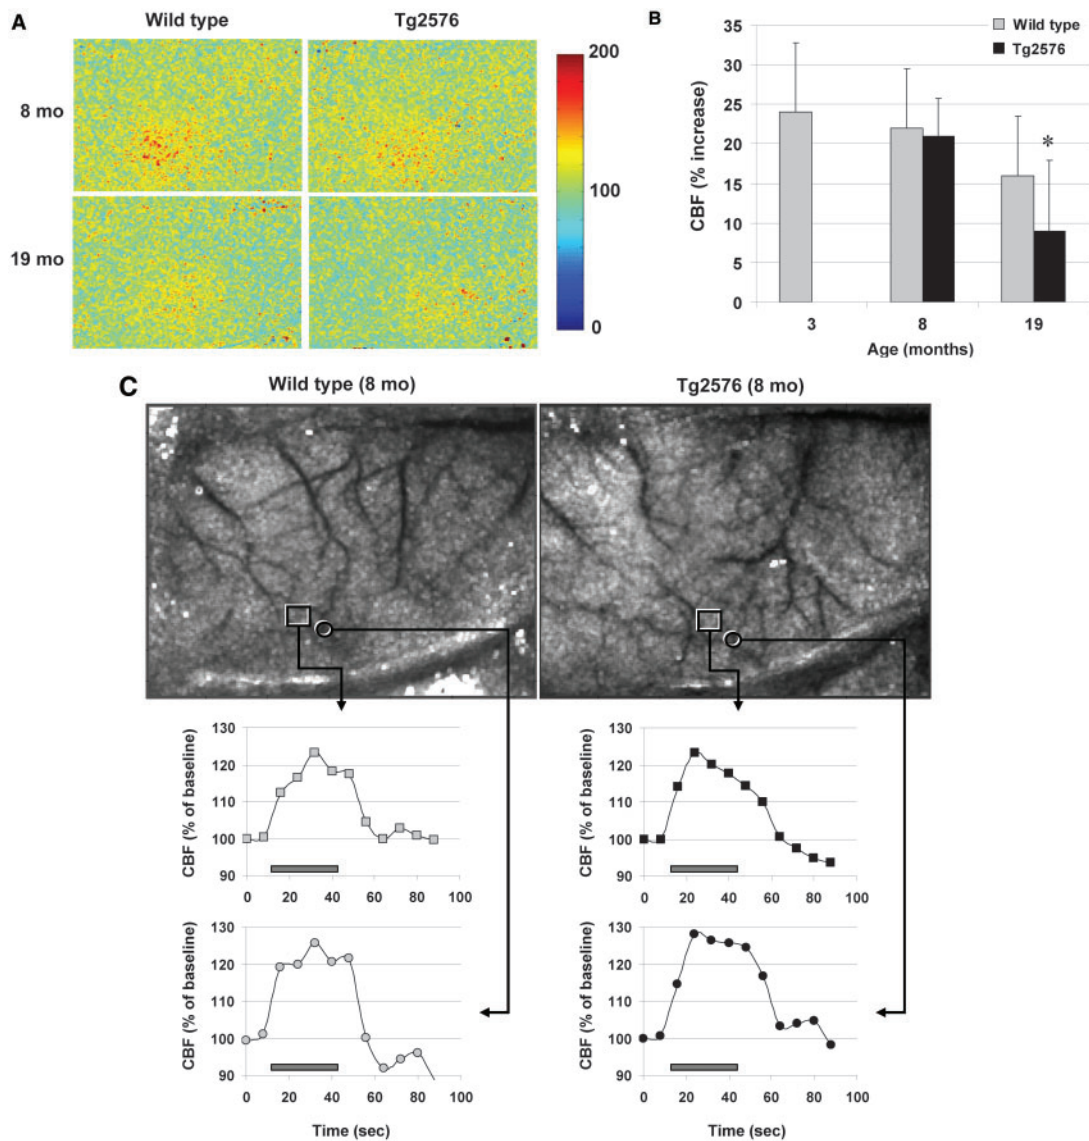 A
Wild type
Tg2576
8 mo
19 mo
200
100
0
B
Wild type
Tg2576
CBF (% increase)
35
30
25
20
15
10
5
0
*
3 8 19
Age (months)
C
Wild type (8 mo)
Tg2576 (8 mo)
CBF (% of baseline)
130
120
110
100
90
0 20 40 60 80 100
CBF (% of baseline)
130
120
110
100
90
0 20 40 60 80 100
CBF (% of baseline)
130
120
110
100
90
0 20 40 60 80 100
Time (sec)
CBF (% of baseline)
130
120
110
100
90
0 20 40 60 80 100
Time (sec)